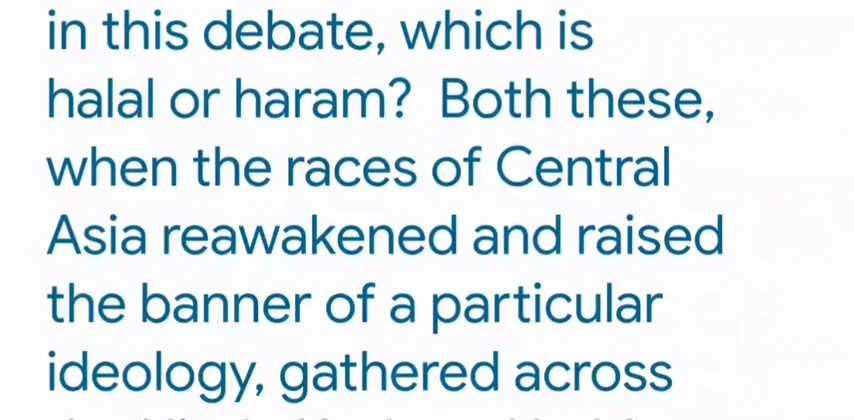 in this debate, which is
halal or haram?  Both these,
when the races of Central
Asia reawakened and raised
the banner of a particular
ideology, gathered across